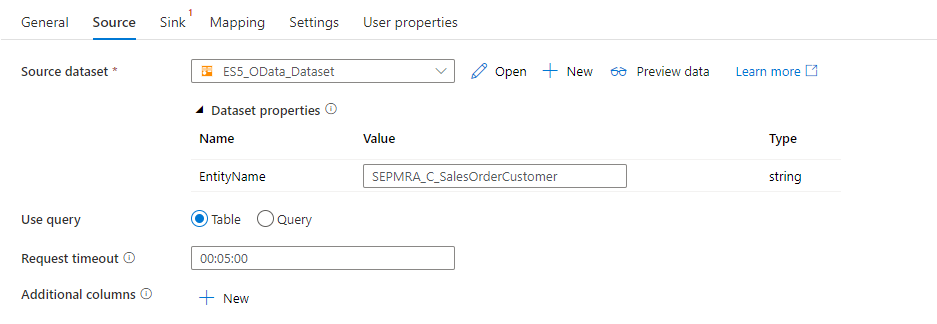 General Source Sink 1 Mapping Settings User properties
Source dataset * ES5_OData_Dataset Open New Preview data Learn more
Dataset properties
Name Value Type
EntityName SEPMRA_C_SalesOrderCustomer string
Use query Table Query
Request timeout 00:05:00
Additional columns New